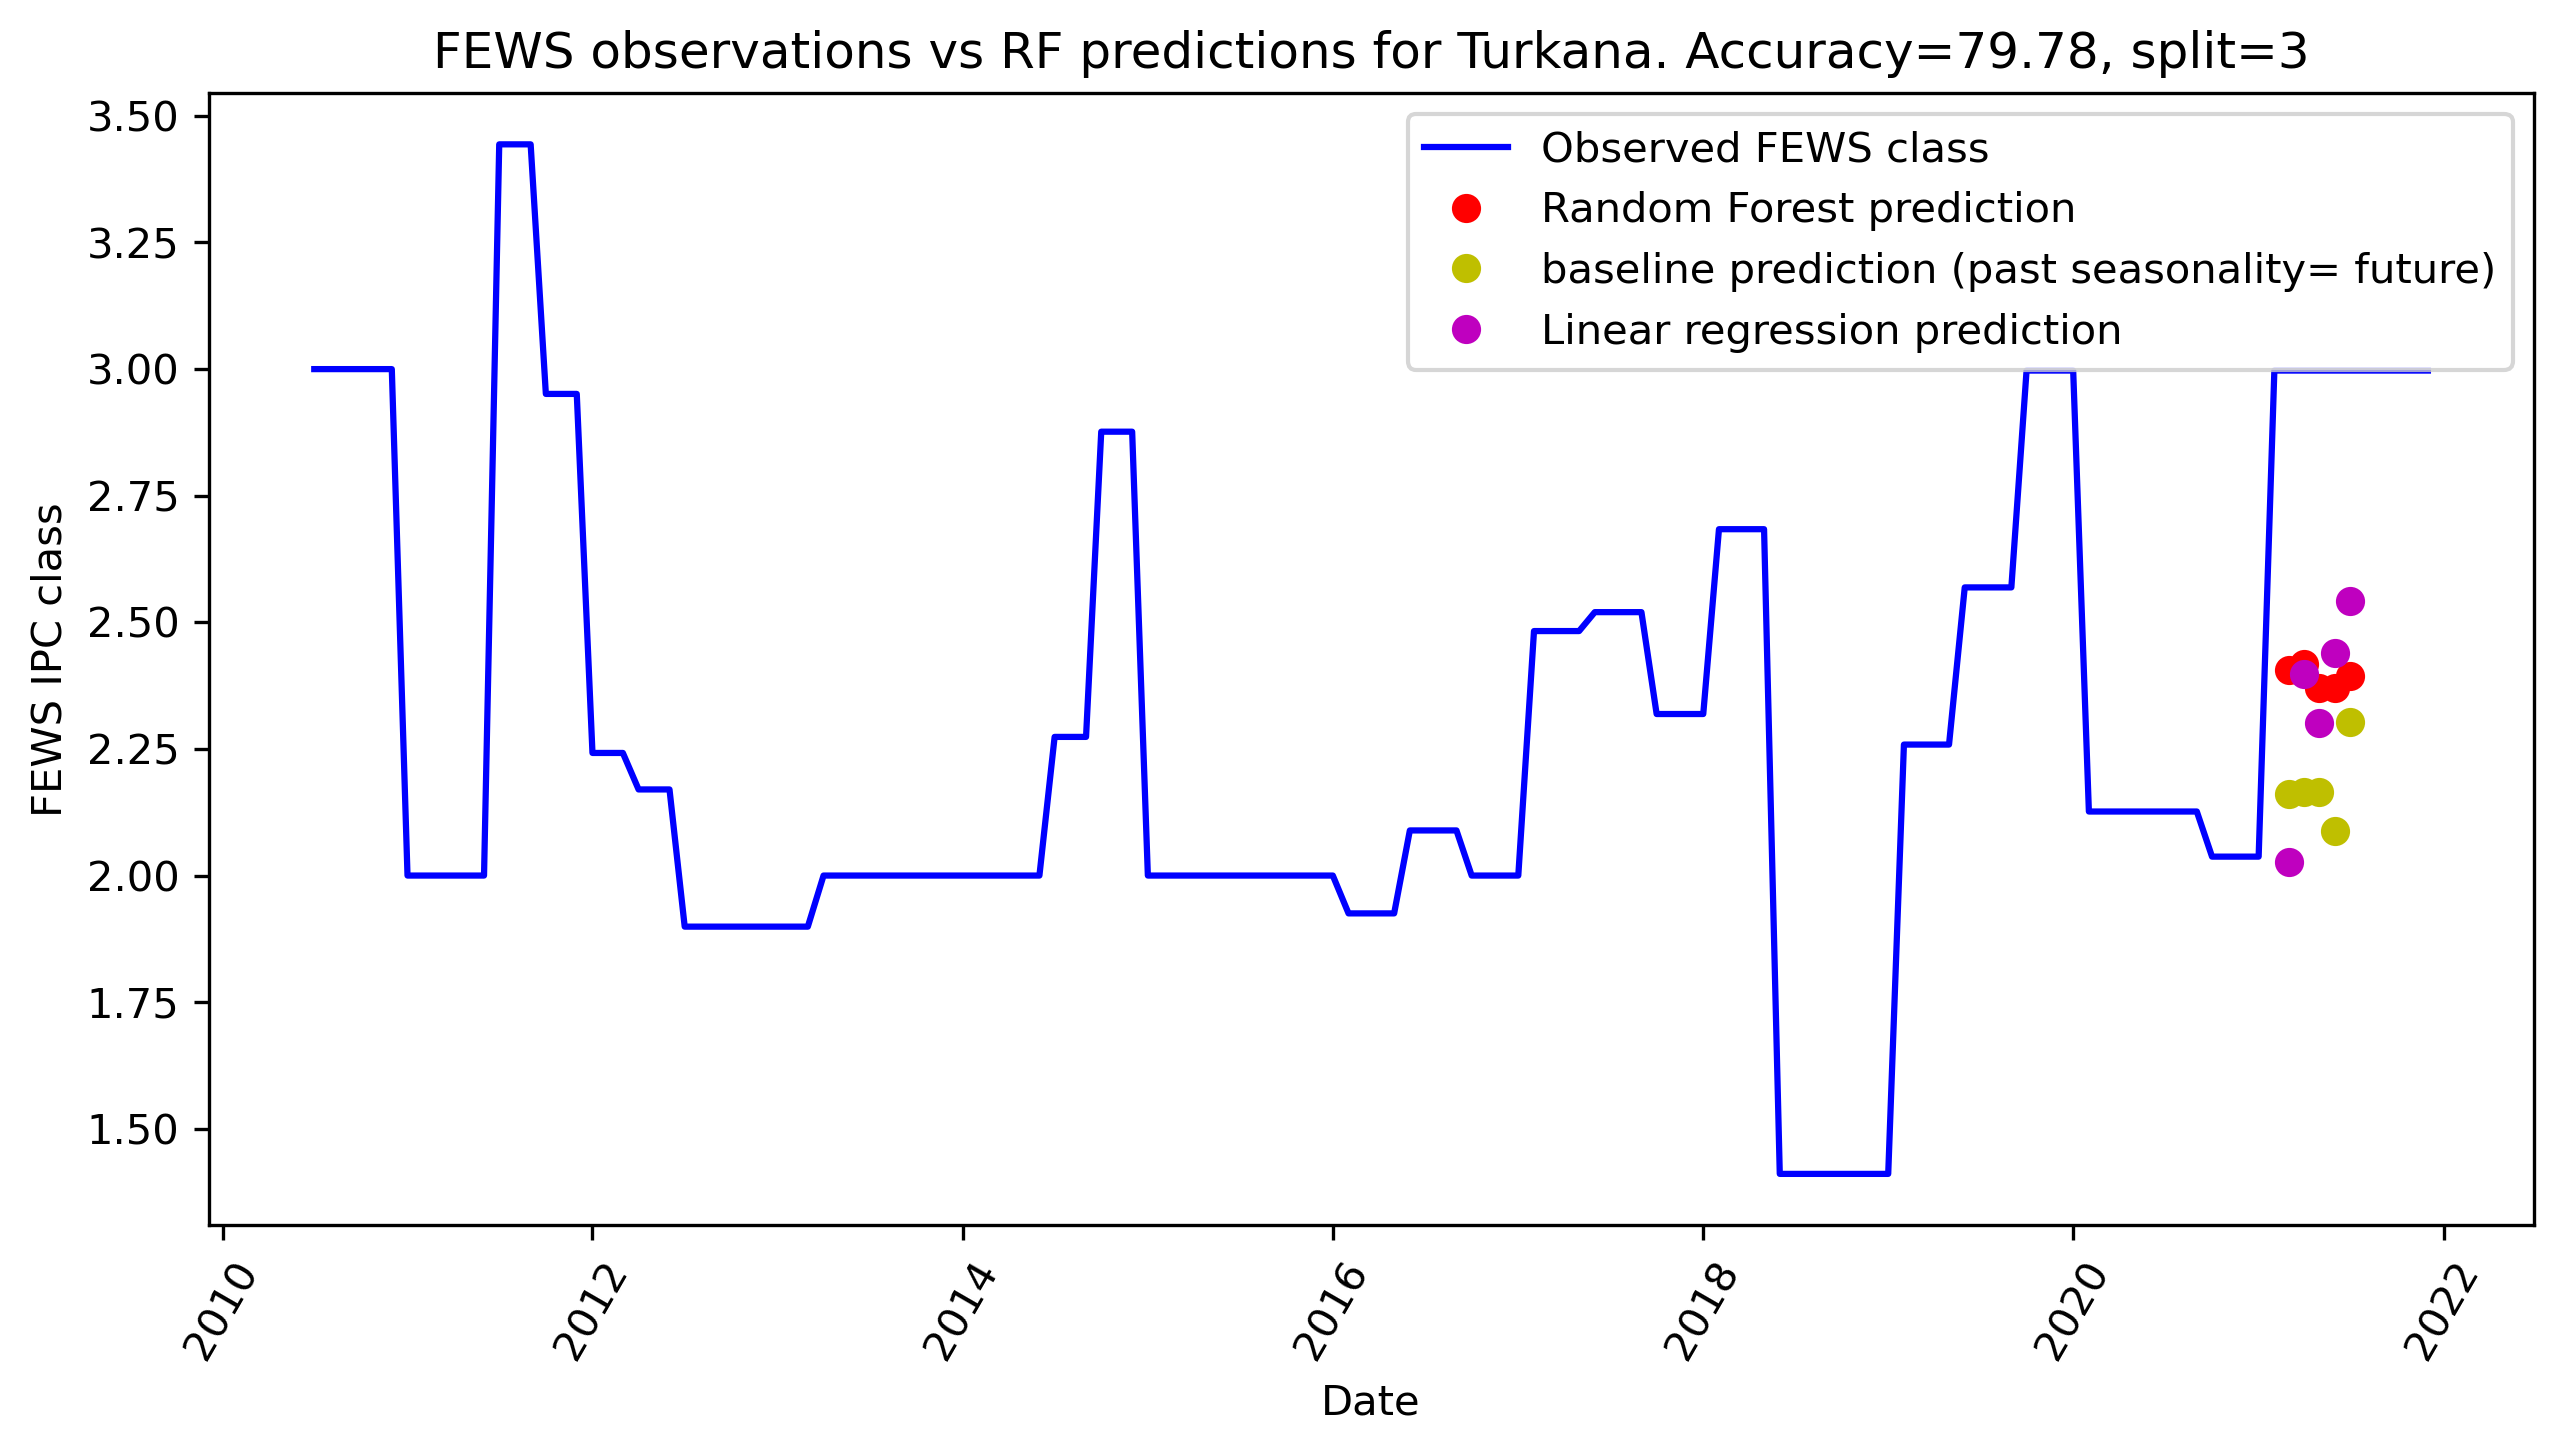 FEWS observations vs RF predictions for Turkana. Accuracy=79.78, split=3
Observed FEWS class
Random Forest prediction
baseline prediction (past seasonality= future)
Linear regression prediction
FEWS IPC class
3.50
3.25
3.00
2.75
2.50
2.25
2.00
1.75
1.50
2010
2012
2014
2016
2018
2020
2022
Date